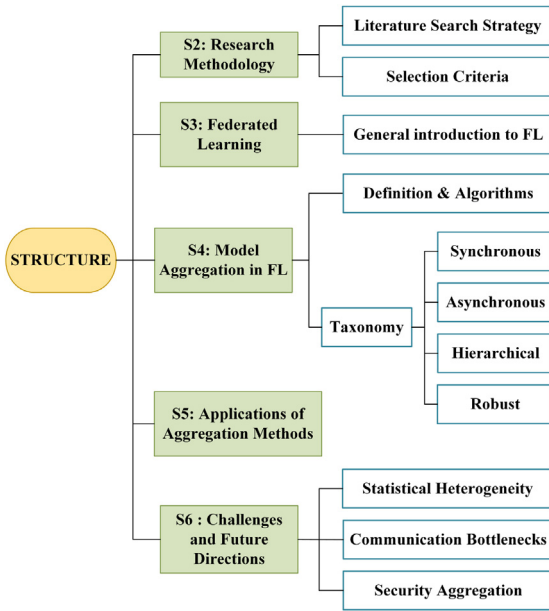 STRUCTURE
S2: Research
Methodology
Literature Search Strategy
Selection Criteria
S3: Federated
Learning
General introduction to FL
S4: Model
Aggregation in FL
Definition & Algorithms
Taxonomy
Synchronous
Asynchronous
Hierarchical
Robust
S5: Applications of
Aggregation Methods
S6 : Challenges
and Future
Directions
Statistical Heterogeneity
Communication Bottlenecks
Security Aggregation